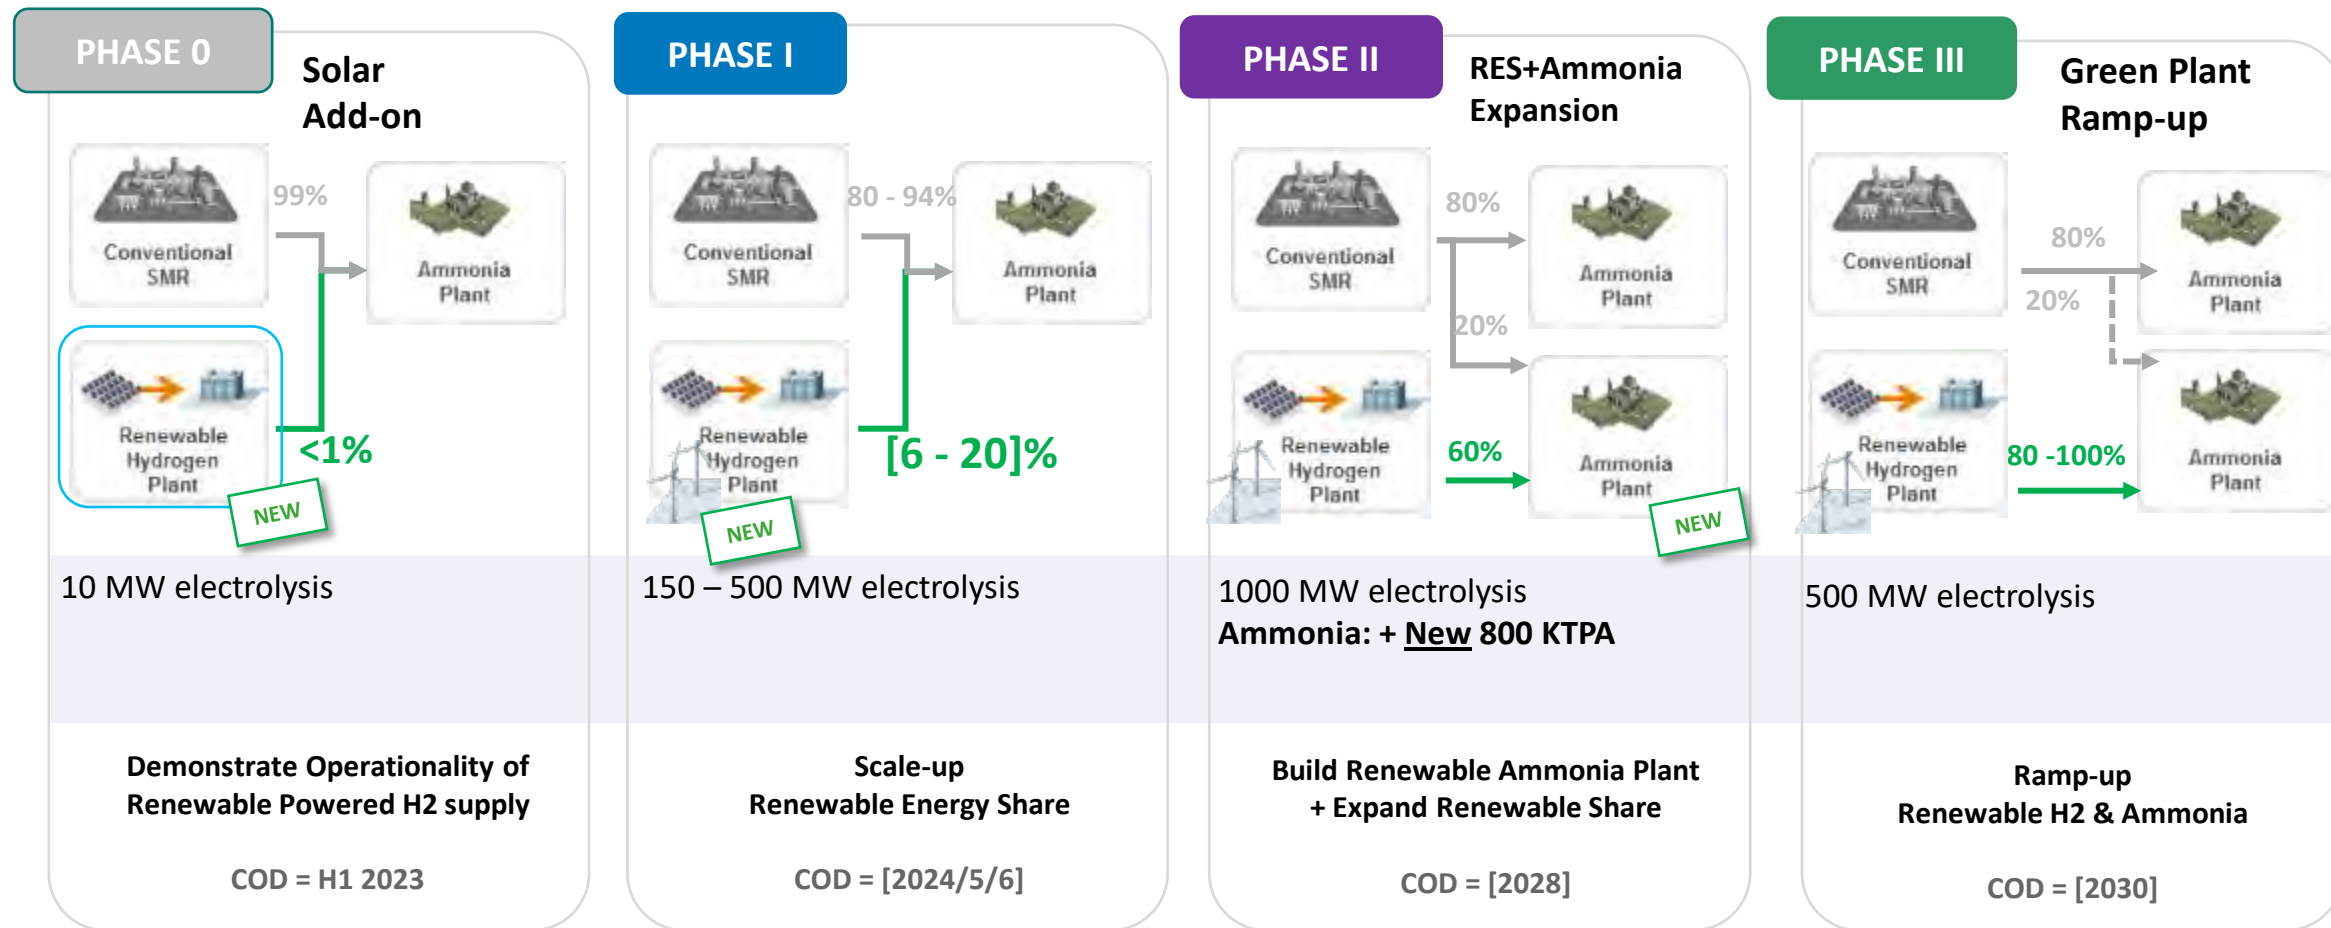 PHASE 0
Solar
Add-on
99%
Conventional
SMR
Ammonia
Plant
Renewable
Hydrogen
Plant
<1%
NEW
10 MW electrolysis
Demonstrate Operationality of
Renewable Powered H2 supply
COD = H1 2023
PHASE I
80 - 94%
Conventional
SMR
Ammonia
Plant
Renewable
Hydrogen
Plant
[6 - 20]%
NEW
150 – 500 MW electrolysis
Scale-up
Renewable Energy Share
COD = [2024/5/6]
PHASE II
RES+Ammonia
Expansion
80%
Conventional
SMR
Ammonia
Plant
20%
Renewable
Hydrogen
Plant
60%
Ammonia
Plant
NEW
1000 MW electrolysis
Ammonia: + New 800 KTPA
Build Renewable Ammonia Plant
+ Expand Renewable Share
COD = [2028]
PHASE III
Green Plant
Ramp-up
80%
Conventional
SMR
20%
Ammonia
Plant
Renewable
Hydrogen
Plant
80 -100%
Ammonia
Plant
500 MW electrolysis
Ramp-up
Renewable H2 & Ammonia
COD = [2030]